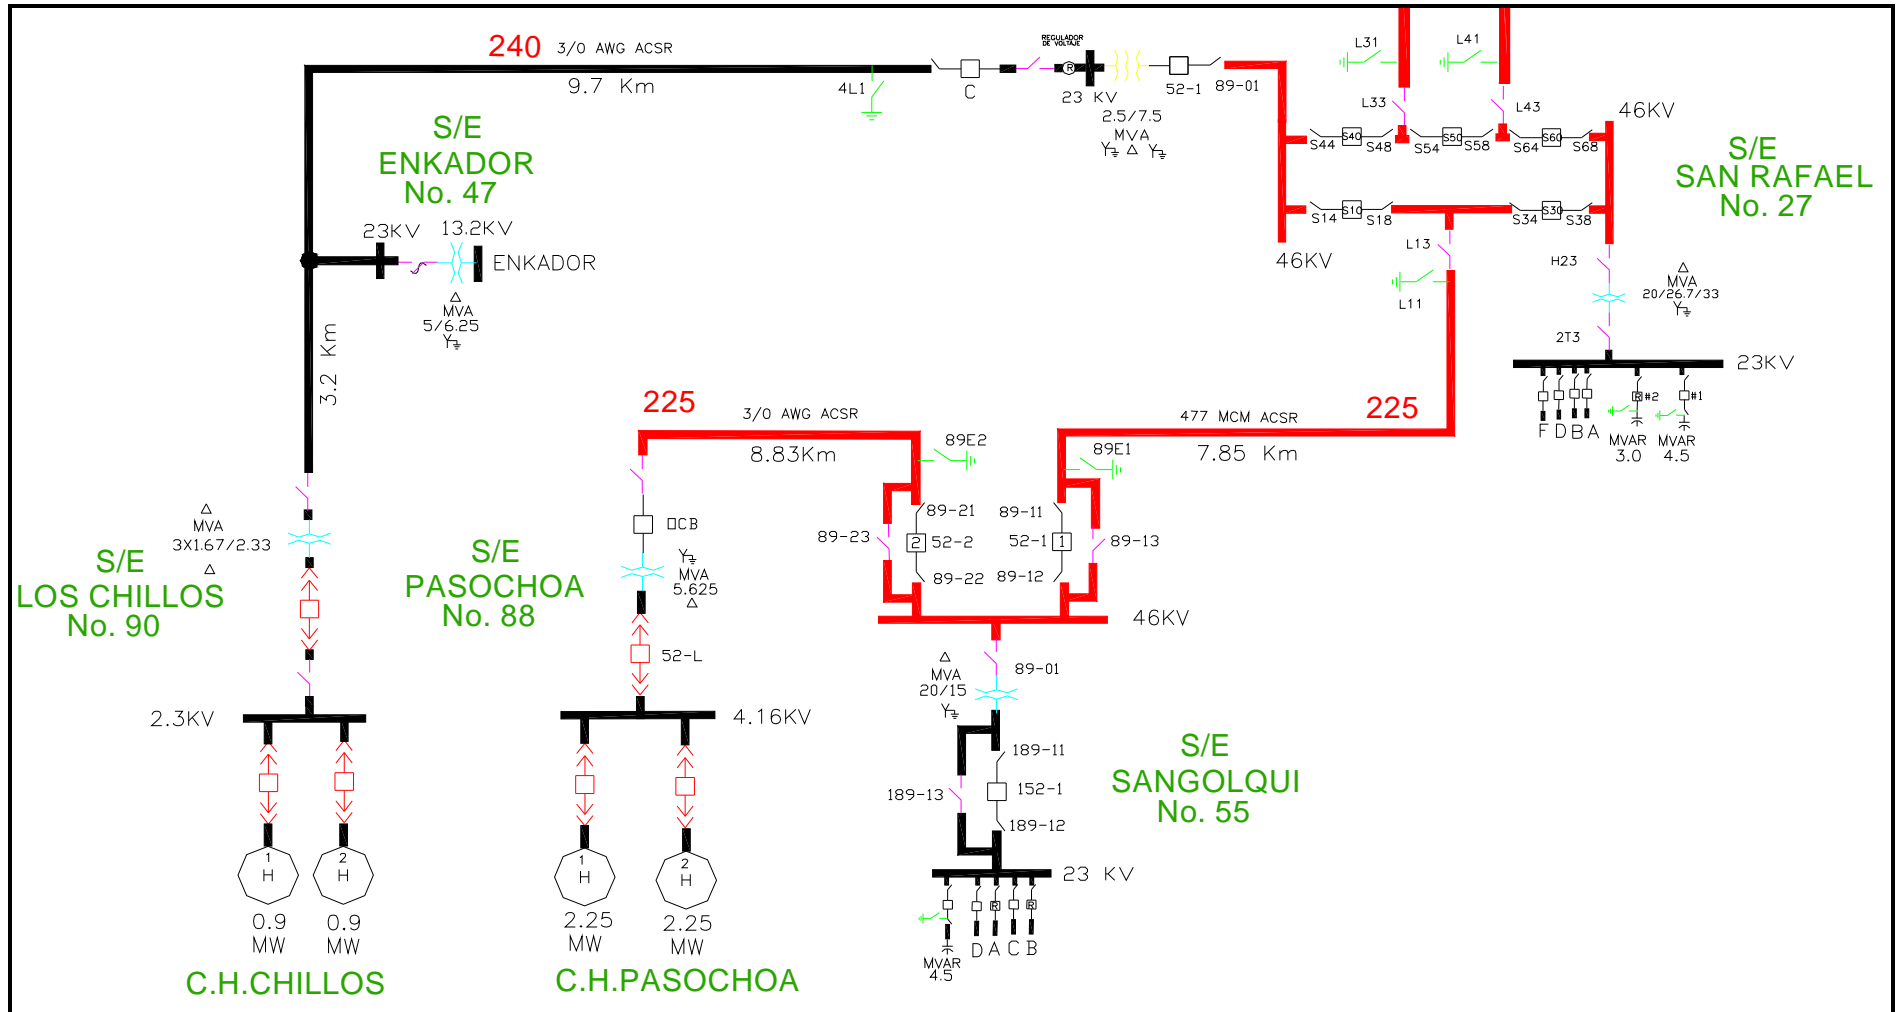 240
3/0 AWG ACSR
9.7 Km
4L1
C
REGULADOR
DE VOLTAJE
R
23 KV
2.5/7.5
MVA
52-1
89-01
L31
L41
L33
L43
46KV
S44
S40
S48
S54
S50
S58
S64
S60
S68
S14
S10
S18
S34
S30
S38
46KV
L13
L11
H23
MVA
20/26.7/33
2T3
23KV
R
#2
#1
F
D
B
A
MVAR
3.0
MVAR
4.5
S/E
SAN RAFAEL
No. 27
S/E
ENKADOR
No. 47
23KV
13.2KV
ENKADOR
MVA
5/6.25
3.2 Km
225
3/0 AWG ACSR
8.83Km
477 MCM ACSR
225
7.85 Km
89E2
89E1
89-21
89-11
89-23
2
52-2
52-1
1
89-13
89-22
89-12
46KV
MVA
3X1.67/2.33
S/E
LOS CHILLOS
No. 90
S/E
PASOCHOA
No. 88
OCB
MVA
5.625
52-L
2.3KV
4.16KV
1
H
2
H
0.9
MW
0.9
MW
C.H.CHILLOS
1
H
2
H
2.25
MW
2.25
MW
C.H.PASOCHOA
MVA
20/15
89-01
189-11
189-13
152-1
189-12
S/E
SANGOLQUI
No. 55
23 KV
R
R
D
A
C
B
MVAR
4.5